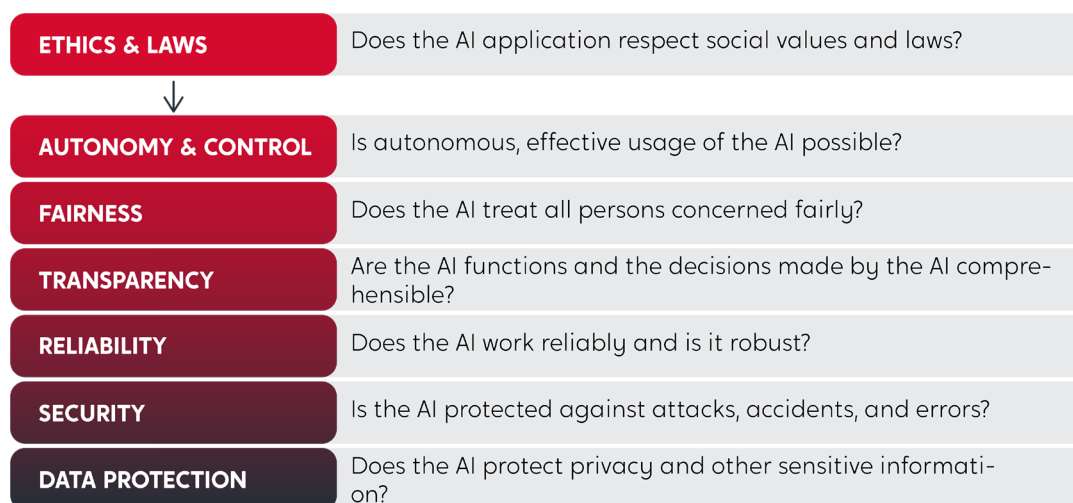 ETHICS & LAWS
Does the AI application respect social values and laws?
AUTONOMY & CONTROL
Is autonomous, effective usage of the AI possible?
FAIRNESS
Does the AI treat all persons concerned fairly?
TRANSPARENCY
Are the AI functions and the decisions made by the AI compre-
hensible?
RELIABILITY
Does the AI work reliably and is it robust?
SECURITY
Is the AI protected against attacks, accidents, and errors?
DATA PROTECTION
Does the AI protect privacy and other sensitive informati-
on?